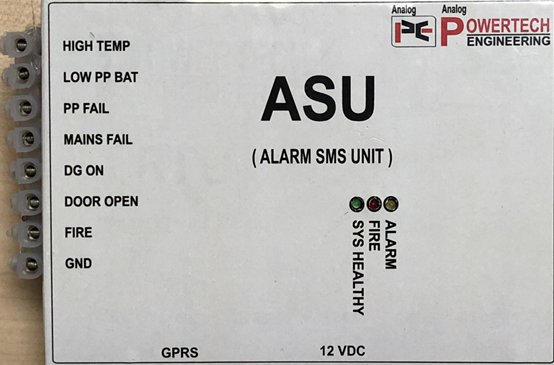 Analog
Analog
PE
POWERTECH
ENGINEERING
HIGH TEMP
LOW PP BAT
PP FAIL
MAINS FAIL
DG ON
DOOR OPEN
FIRE
GND
ASU
( ALARM SMS UNIT )
ALARM
FIRE
SYS HEALTHY
GPRS
12 VDC